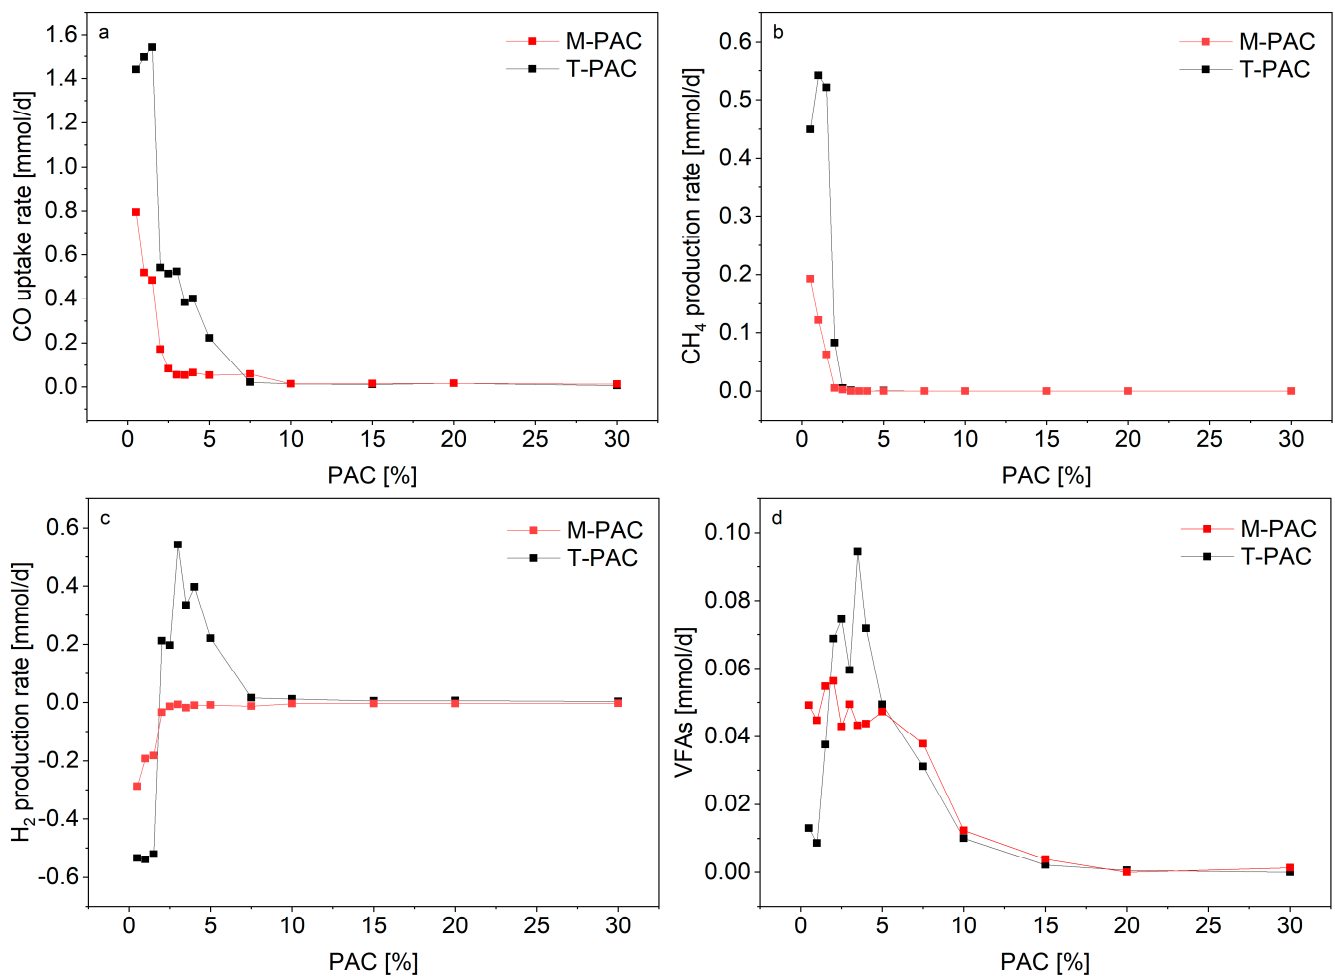 a
M-PAC
T-PAC
CO uptake rate [mmol/d]
1.6
1.4
1.2
1.0
0.8
0.6
0.4
0.2
0.0
0 5 10 15 20 25 30
PAC [%]
b
M-PAC
T-PAC
CH4 production rate [mmol/d]
0.6
0.5
0.4
0.3
0.2
0.1
0.0
0 5 10 15 20 25 30
PAC [%]
c
M-PAC
T-PAC
H2 production rate [mmol/d]
0.6
0.4
0.2
0.0
-0.2
-0.4
-0.6
0 5 10 15 20 25 30
PAC [%]
d
M-PAC
T-PAC
VFAs [mmol/d]
0.10
0.08
0.06
0.04
0.02
0.00
0 5 10 15 20 25 30
PAC [%]